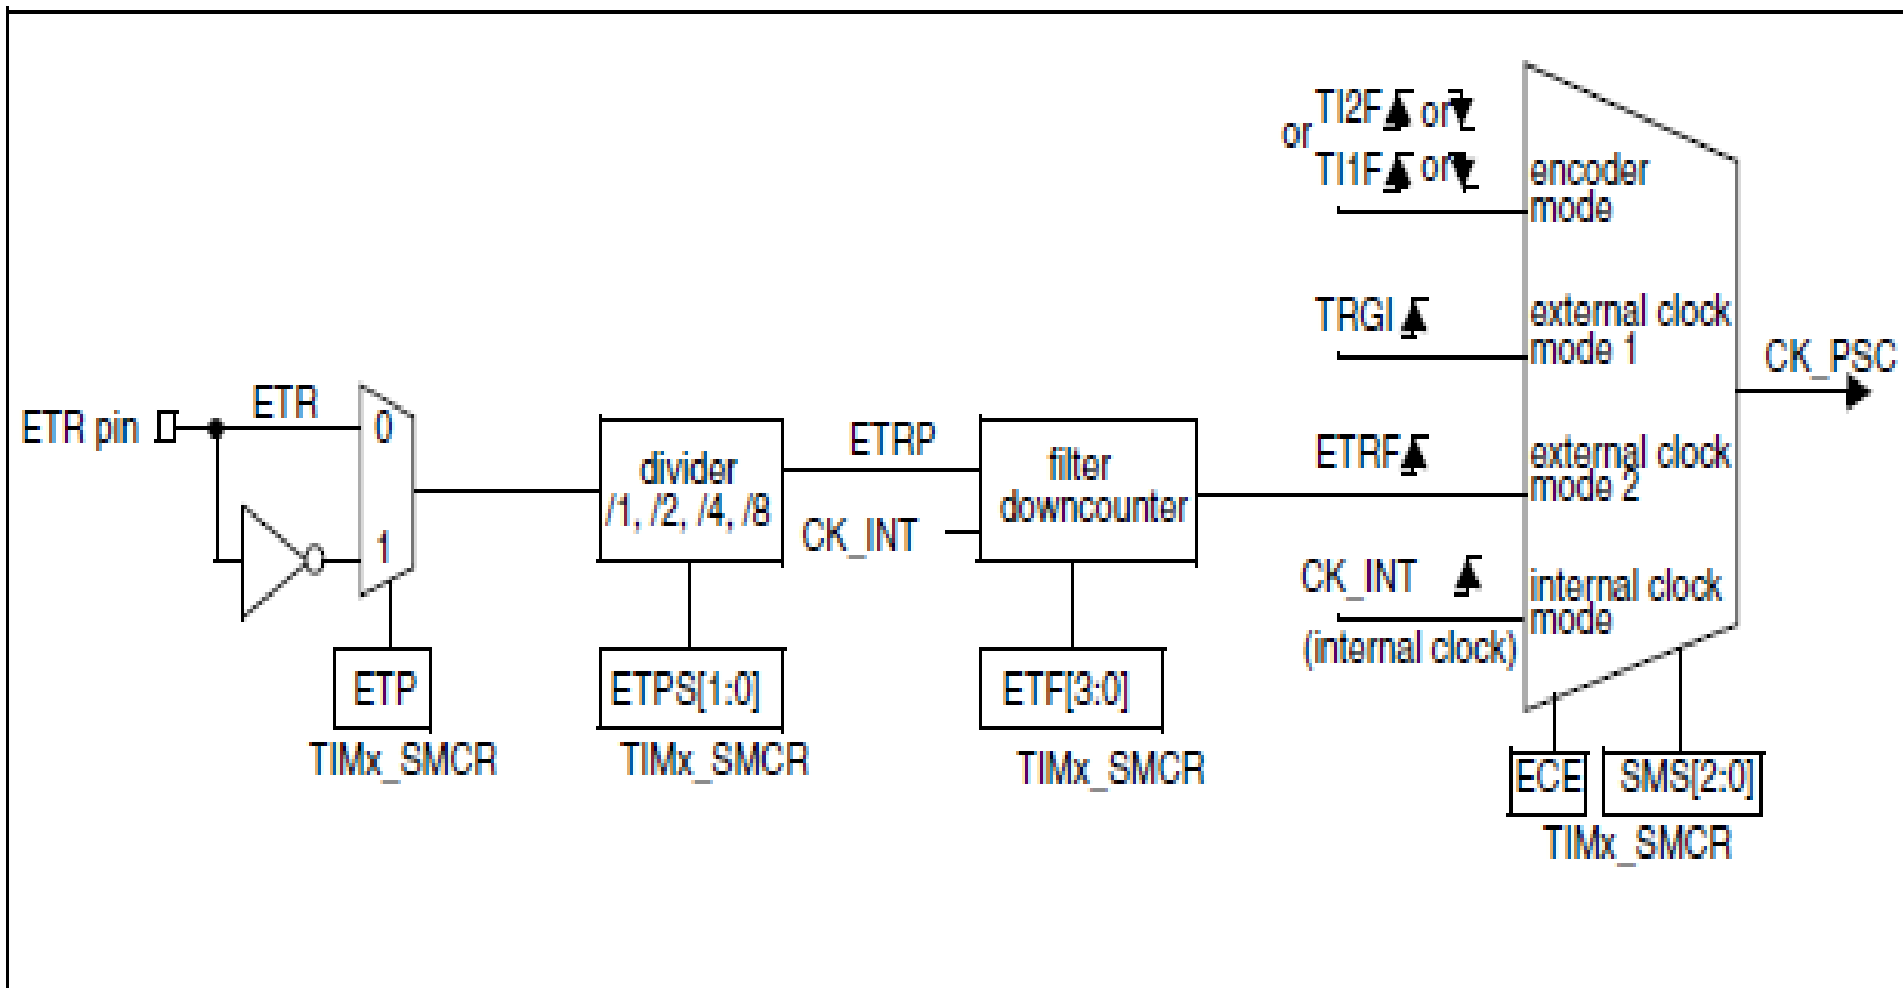 TI2F or
or
TI1F or
encoder
mode
TRGI
external clock
mode 1
CK_PSC
ETR pin
ETR
0
1
divider
/1, /2, /4, /8
ETRP
CK_INT
filter
downcounter
ETRF
external clock
mode 2
CK_INT
(internal clock)
internal clock
mode
ETP
TIMx_SMCR
ETPS[1:0]
TIMx_SMCR
ETF[3:0]
TIMx_SMCR
ECE
SMS[2:0]
TIMx_SMCR